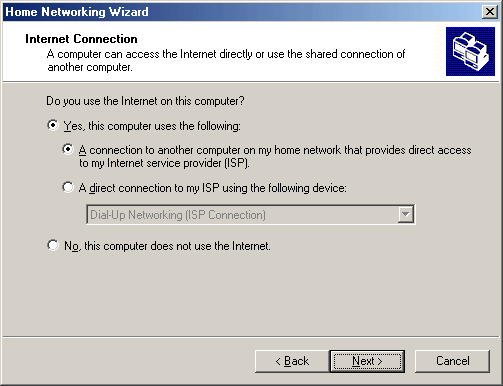 Home Networking Wizard
Internet Connection
A computer can access the Internet directly or use the shared connection of
another computer.
Do you use the Internet on this computer?
Yes, this computer uses the following:
A connection to another computer on my home network that provides direct access
to my Internet service provider (ISP).
A direct connection to my ISP using the following device:
Dial-Up Networking (ISP Connection)
No, this computer does not use the Internet.
< Back Next > Cancel